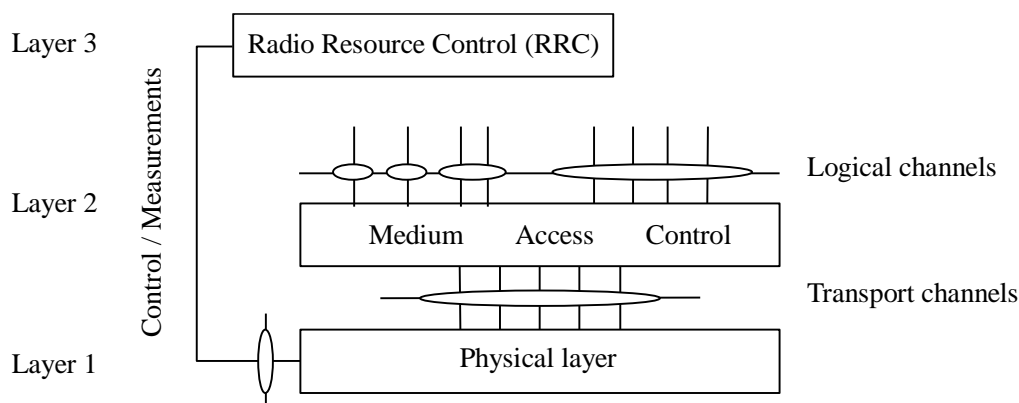 Layer 3
Radio Resource Control (RRC)
Control / Measurements
Logical channels
Layer 2
Medium Access Control
Transport channels
Layer 1
Physical layer